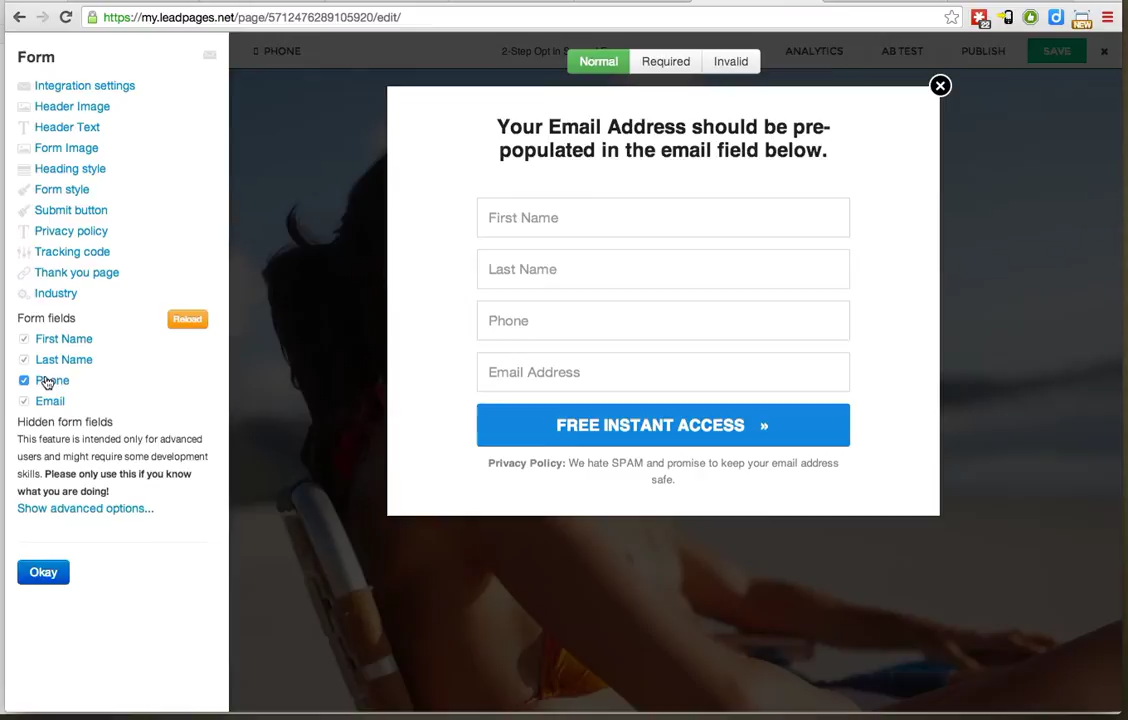 https://my.leadpages.net/page/5712476289105920/edit/
22
NEW
Form
Integration settings
Header Image
Header Text
Form Image
Heading style
Form style
Submit button
Privacy policy
Tracking code
Thank you page
Industry
Form fields
Reload
First Name
Last Name
Phone
Email
Hidden form fields
This feature is intended only for advanced
users and might require some development
skills. Please only use this if you know
what you are doing!
Show advanced options...
Okay
PHONE
2-Step Opt In
ANALYTICS
AB TEST
PUBLISH
SAVE
Normal
Required
Invalid
Your Email Address should be pre-
populated in the email field below.
First Name
Last Name
Phone
Email Address
FREE INSTANT ACCESS »
Privacy Policy: We hate SPAM and promise to keep your email address
safe.